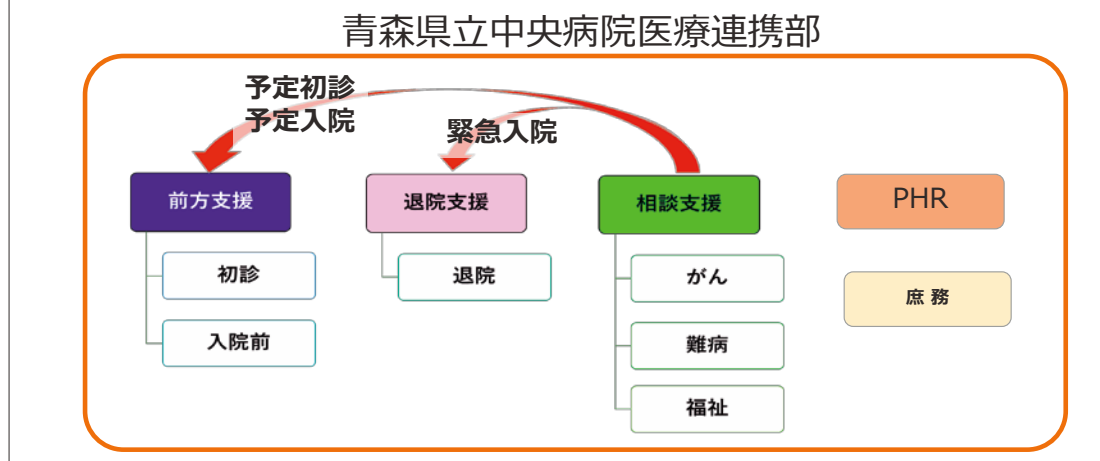 青森県立中央病院医療連携部
予定初診
予定入院
緊急入院
前方支援
初診
入院前
退院支援
退院
相談支援
がん
難病
福祉
PHR
庶務